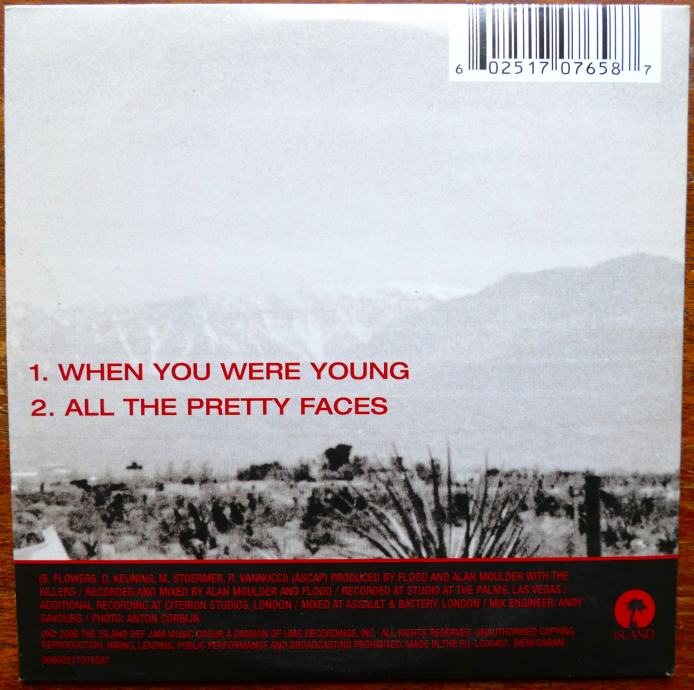 6 02517 07658 7
1. WHEN YOU WERE YOUNG
2. ALL THE PRETTY FACES
(B. FLOWERS, D. KEUNING, M. STOERMER, R. VANNUCCI) (ASCAP) PRODUCED BY FLOOD AND ALAN MOULDER WITH THE
KILLERS / RECORDED AND MIXED BY ALAN MOULDER AND FLOOD / RECORDED AT STUDIO AT THE PALMS, LAS VEGAS /
ADDITIONAL RECORDING AT CITERION STUDIOS, LONDON / MIXED AT ASSAULT & BATTERY, LONDON / MIX ENGINEER: ANDY
SAVOURS / PHOTO: ANTON CORBIJN
ISLAND
℗© 2006 THE ISLAND DEF JAM MUSIC GROUP, A DIVISION OF UMG RECORDINGS, INC. ALL RIGHTS RESERVED. UNAUTHORISED COPYING,
REPRODUCTION, HIRING, LENDING, PUBLIC PERFORMANCE AND BROADCASTING PROHIBITED. MADE IN THE EU. LC00407. BIEM/SABAM.
00602517076587